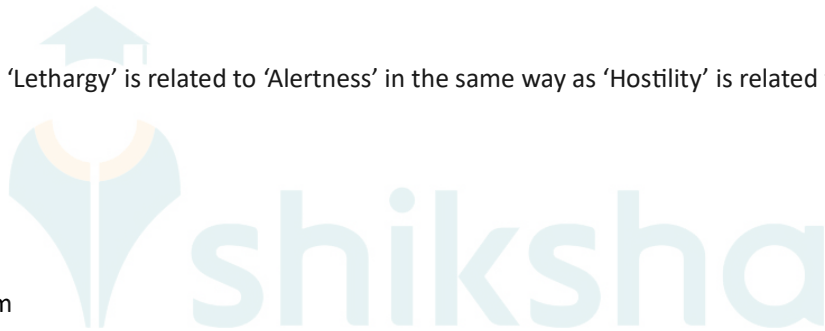 ‘Lethargy’ is related to ‘Alertness’ in the same way as ‘Hostility’ is related
shiksha